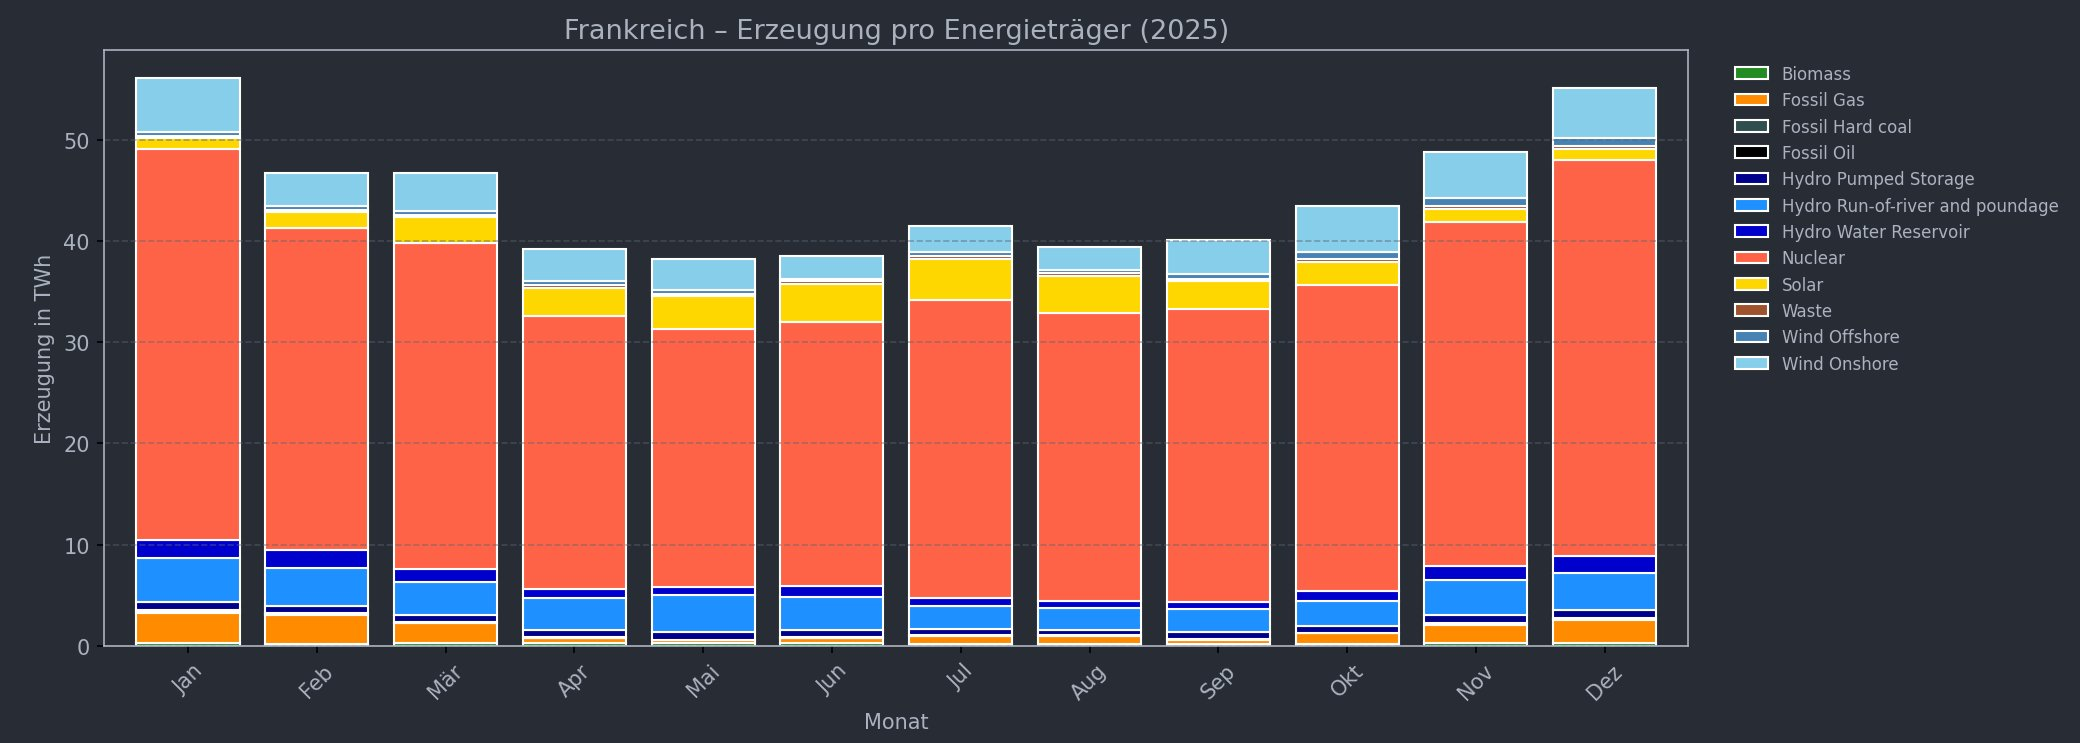 Frankreich – Erzeugung pro Energieträger (2025)
Erzeugung in TWh
50
40
30
20
10
0
Jan
Feb
Mär
Apr
Mai
Jun
Jul
Aug
Sep
Okt
Nov
Dez
Monat
Biomass
Fossil Gas
Fossil Hard coal
Fossil Oil
Hydro Pumped Storage
Hydro Run-of-river and poundage
Hydro Water Reservoir
Nuclear
Solar
Waste
Wind Offshore
Wind Onshore